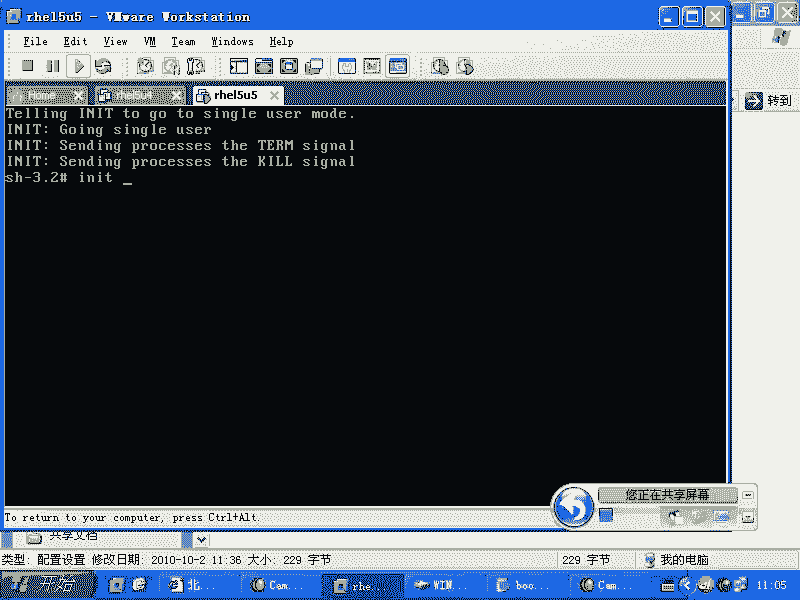 rhel5u5 - VMware Workstation
File Edit View VM Team Windows Help
Home rhel5u4 rhel5u5
转到
Telling INIT to go to single user mode.
INIT: Going single user
INIT: Sending processes the TERM signal
INIT: Sending processes the KILL signal
sh-3.2# init _
您正在共享屏幕
To return to your computer, press Ctrl+Alt.
共享文档
类型: 配置设置 修改日期: 2010-10-2 11:36 大小: 229 字节 229 字节 我的电脑
开始 北... Cam... rhe... WIN... boo... Cam... 11:05